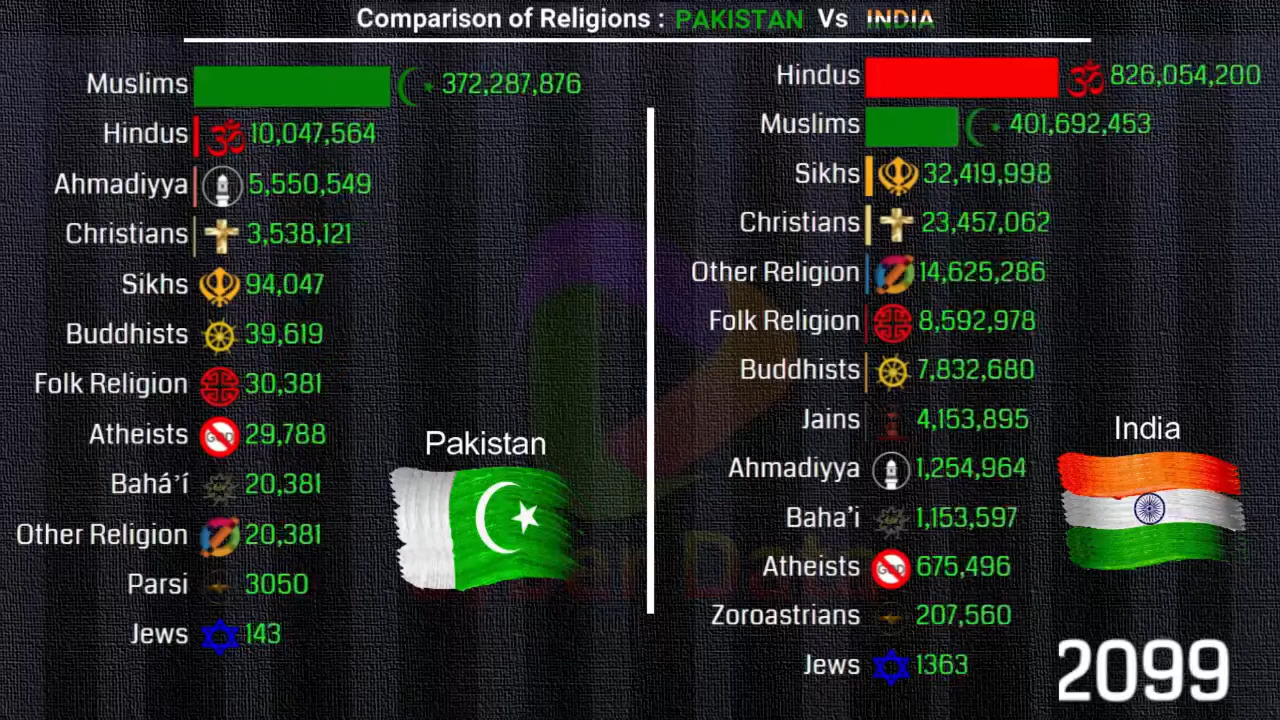 Comparison of Religions : PAKISTAN Vs INDIA
Muslims 372,287,876
Hindus 10,047,564
Ahmadiyya 5,550,549
Christians 3,538,121
Sikhs 94,047
Buddhists 39,619
Folk Religion 30,381
Atheists 29,788
Bahá’í 20,381
Other Religion 20,381
Parsi 3050
Jews 143
Pakistan
Hindus 826,054,200
Muslims 401,692,453
Sikhs 32,419,998
Christians 23,457,062
Other Religion 14,625,286
Folk Religion 8,592,978
Buddhists 7,832,680
Jains 4,153,895
Ahmadiyya 1,254,964
Baha’i 1,153,597
Atheists 675,496
Zoroastrians 207,560
Jews 1363
India
2099